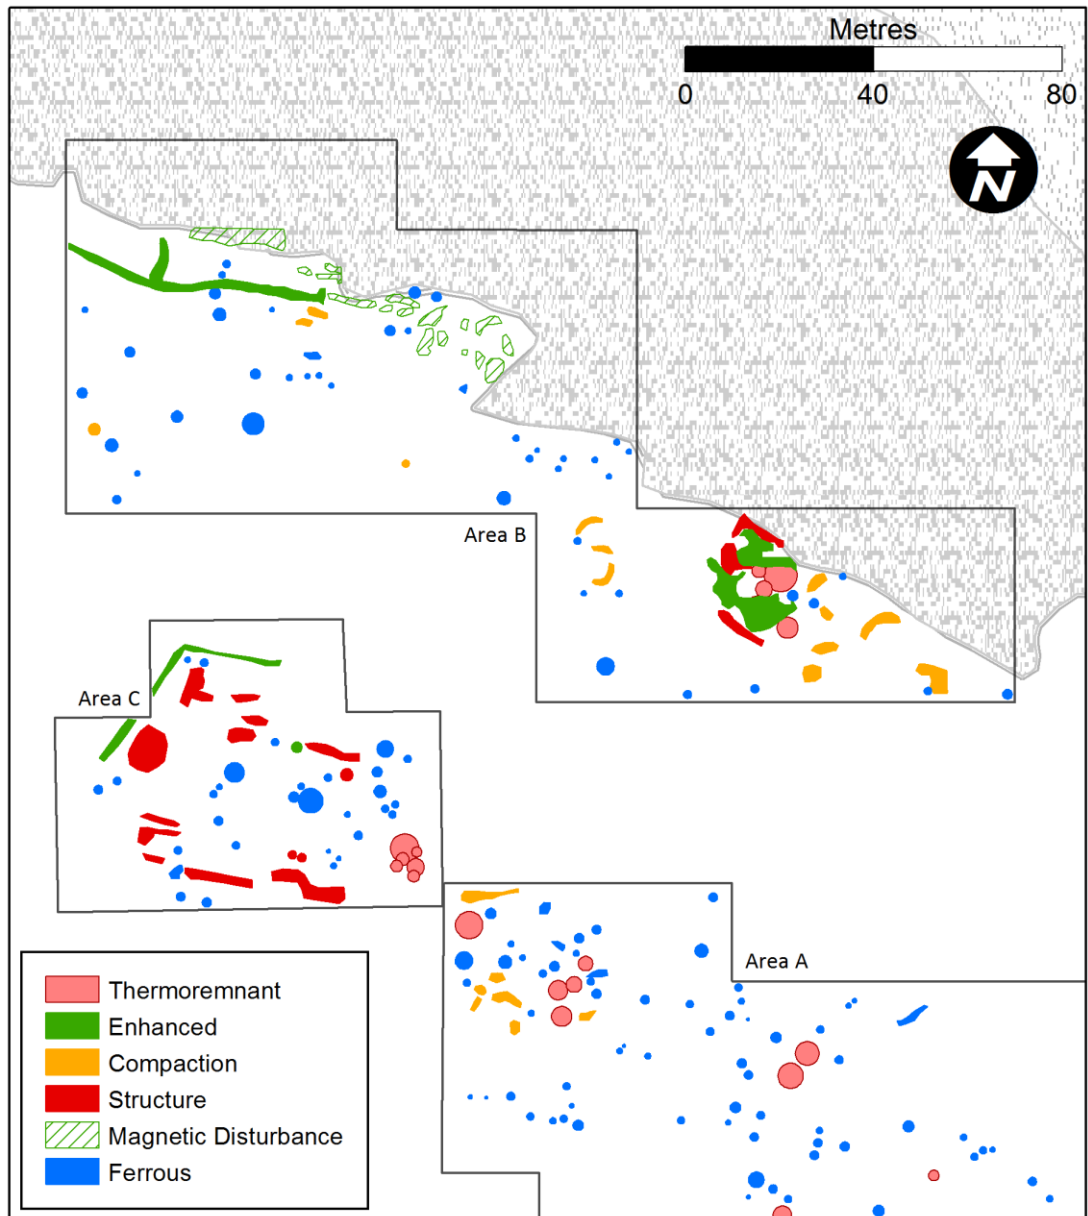 Metres
0 40 80
N
Area B
Area C
Area A
Thermoremnant
Enhanced
Compaction
Structure
Magnetic Disturbance
Ferrous